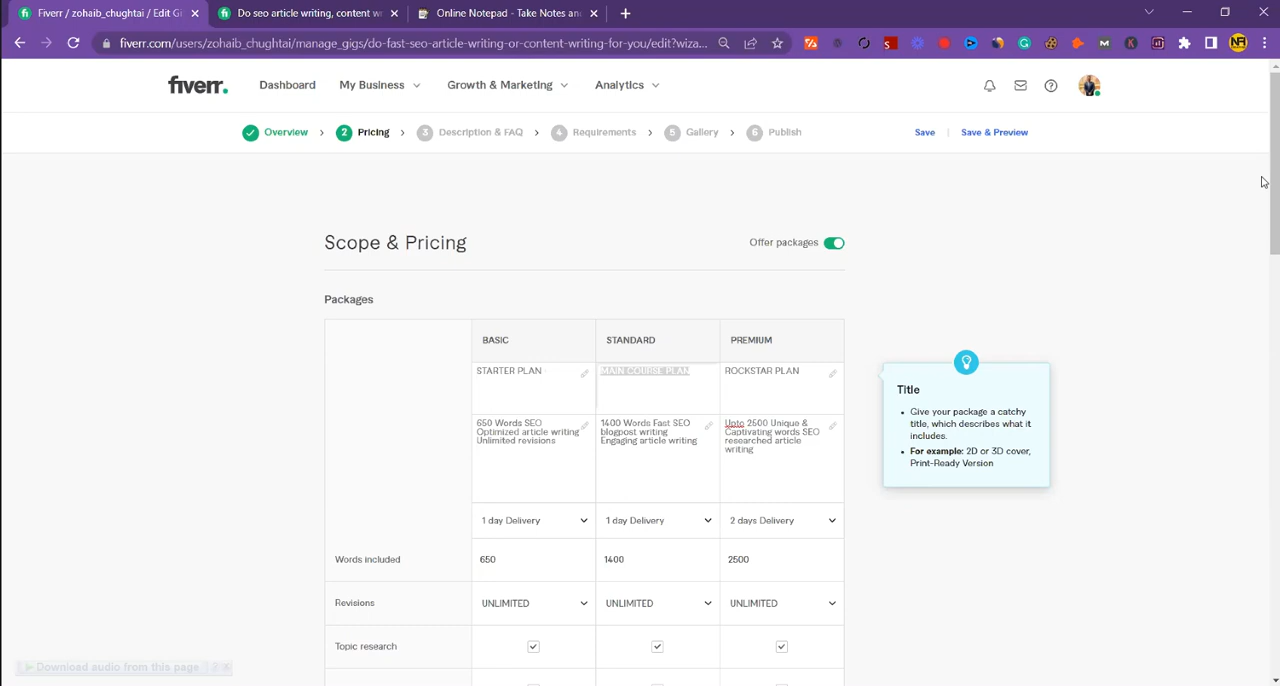 Fiverr / zohaib_chughtai / Edit Gi
Do seo article writing, content wr
Online Notepad - Take Notes and
fiverr.com/users/zohaib_chughtai/manage_gigs/do-fast-seo-article-writing-or-content-writing-for-you/edit?wiza...
fiverr.
Dashboard
My Business
Growth & Marketing
Analytics
Overview
2 Pricing
3 Description & FAQ
4 Requirements
5 Gallery
6 Publish
Save
Save & Preview
Scope & Pricing
Offer packages
Packages
BASIC
STANDARD
PREMIUM
STARTER PLAN
MAIN COURSE PLAN
ROCKSTAR PLAN
650 Words SEO
Optimized article writing
Unlimited revisions
1400 Words Fast SEO
blogpost writing
Engaging article writing
Upto 2500 Unique &
Captivating words SEO
researched article
writing
1 day Delivery
1 day Delivery
2 days Delivery
Words included
650
1400
2500
Revisions
UNLIMITED
UNLIMITED
UNLIMITED
Topic research
Title
Give your package a catchy
title, which describes what it
includes.
For example: 2D or 3D cover,
Print-Ready Version
Download audio from this page